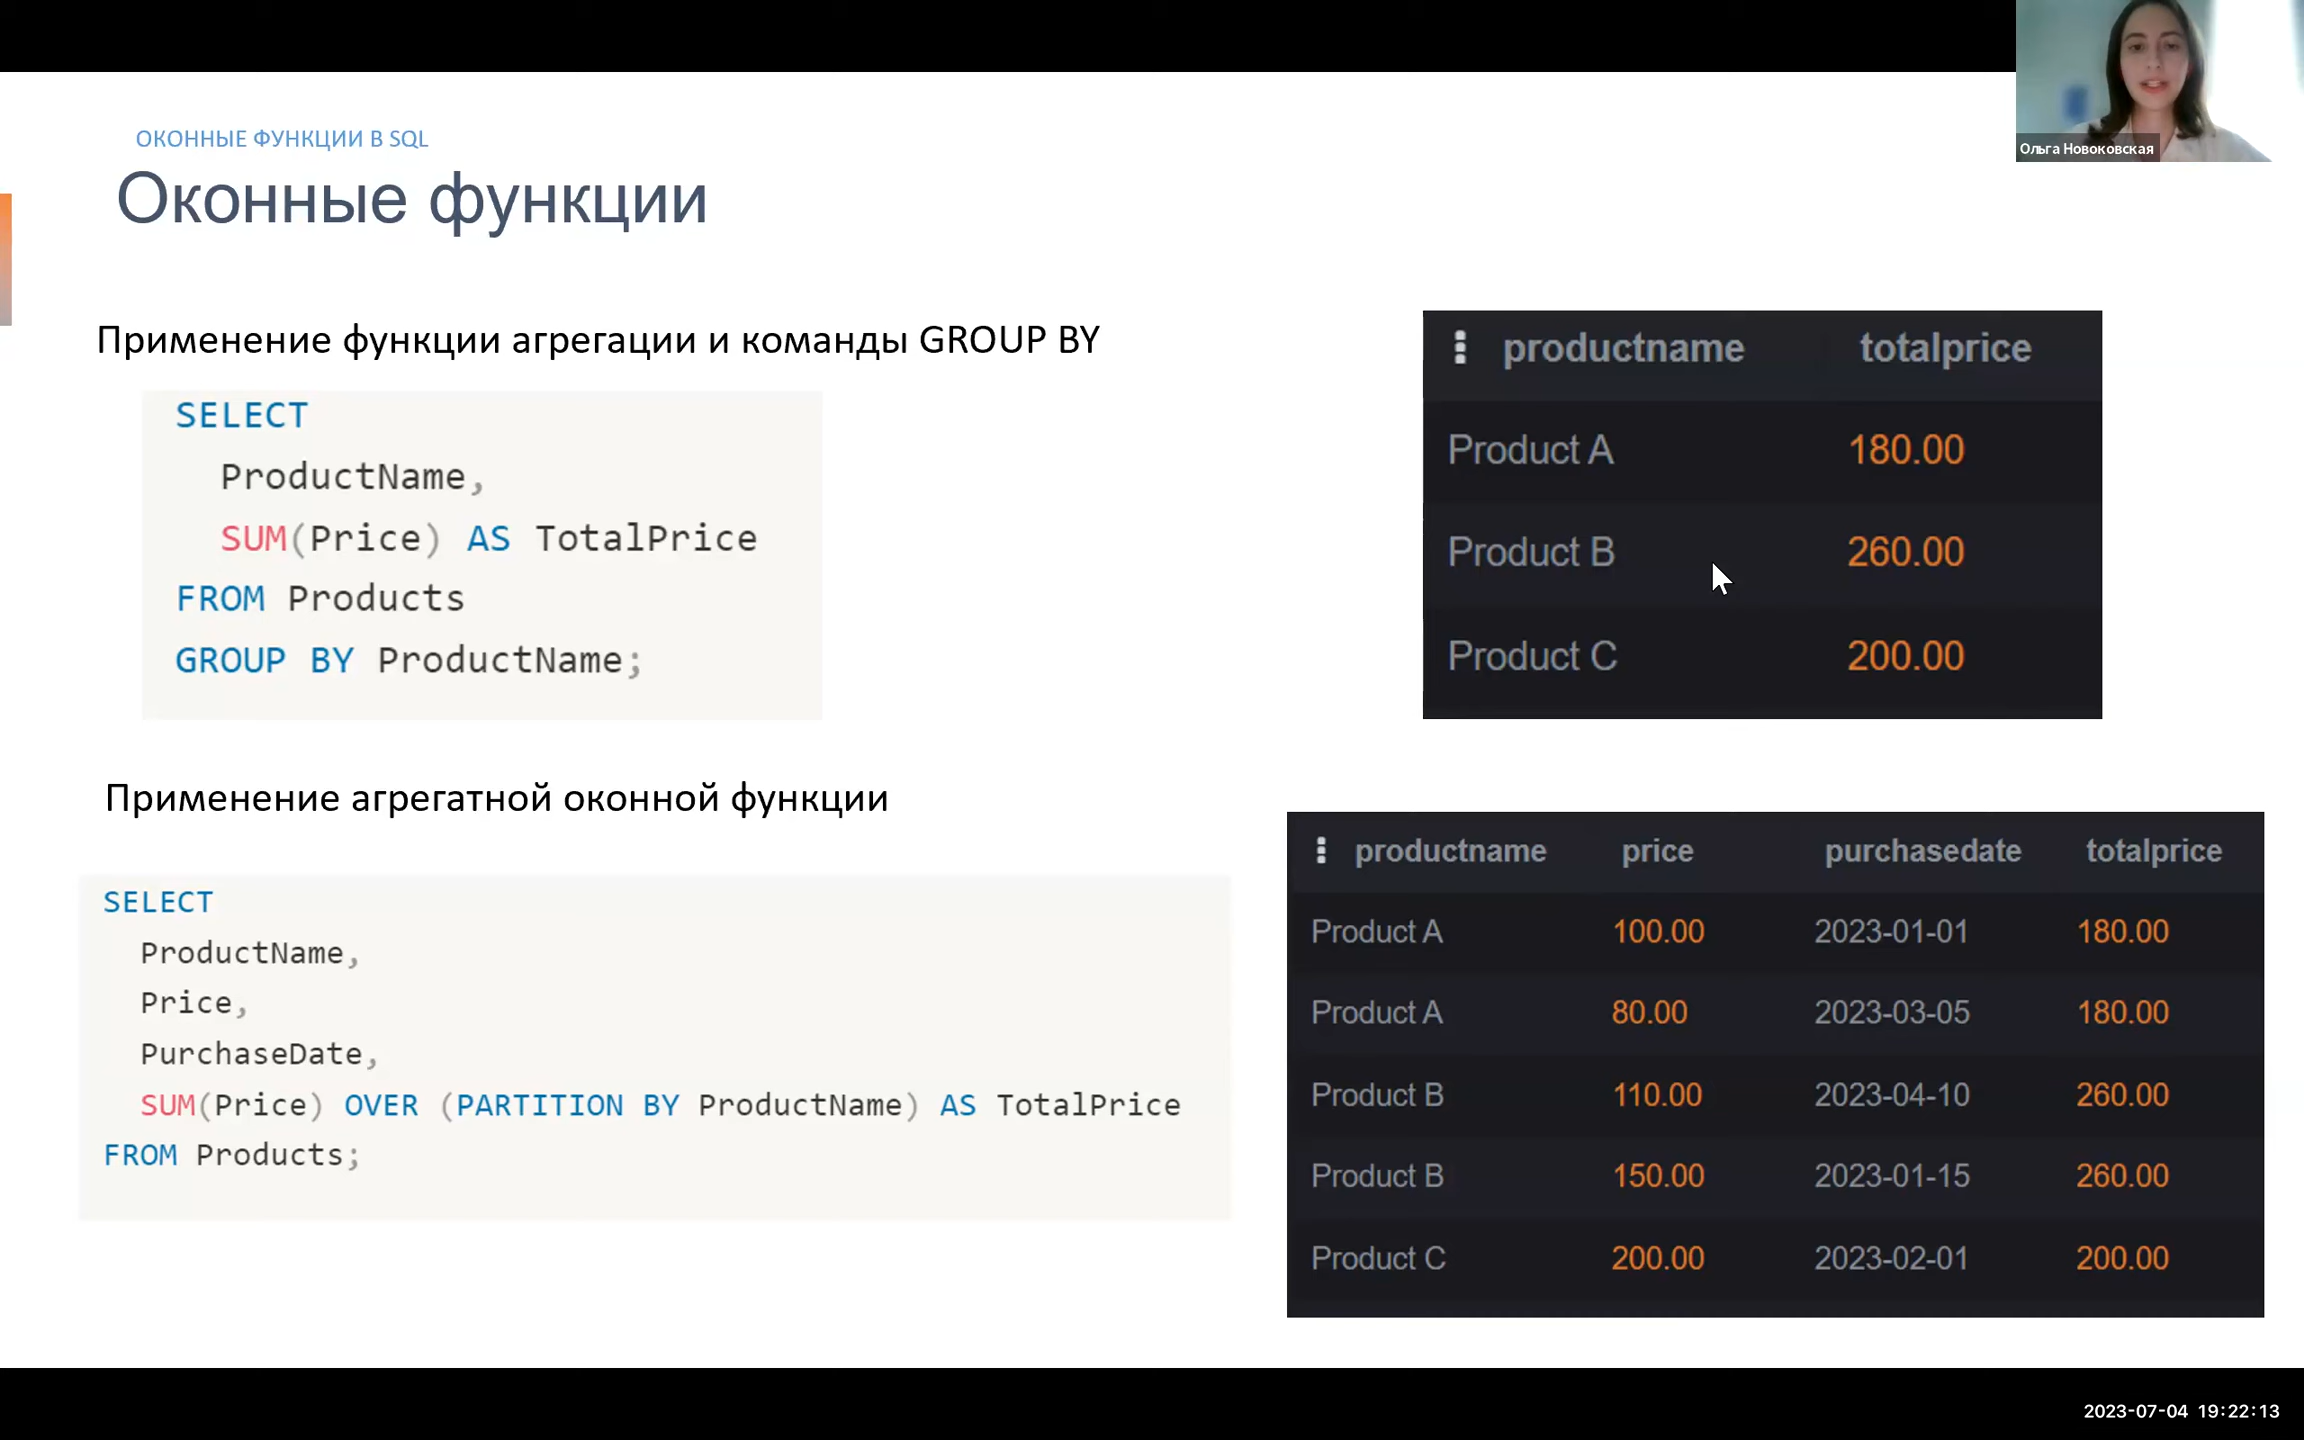 ОКОННЫЕ ФУНКЦИИ В SQL
Оконные функции
Ольга Новоковская
Применение функции агрегации и команды GROUP BY
SELECT
ProductName,
SUM(Price) AS TotalPrice
FROM Products
GROUP BY ProductName;
productname totalprice
Product A 180.00
Product B 260.00
Product C 200.00
Применение агрегатной оконной функции
SELECT
ProductName,
Price,
PurchaseDate,
SUM(Price) OVER (PARTITION BY ProductName) AS TotalPrice
FROM Products;
productname price purchasedate totalprice
Product A 100.00 2023-01-01 180.00
Product A 80.00 2023-03-05 180.00
Product B 110.00 2023-04-10 260.00
Product B 150.00 2023-01-15 260.00
Product C 200.00 2023-02-01 200.00
2023-07-04 19:22:13